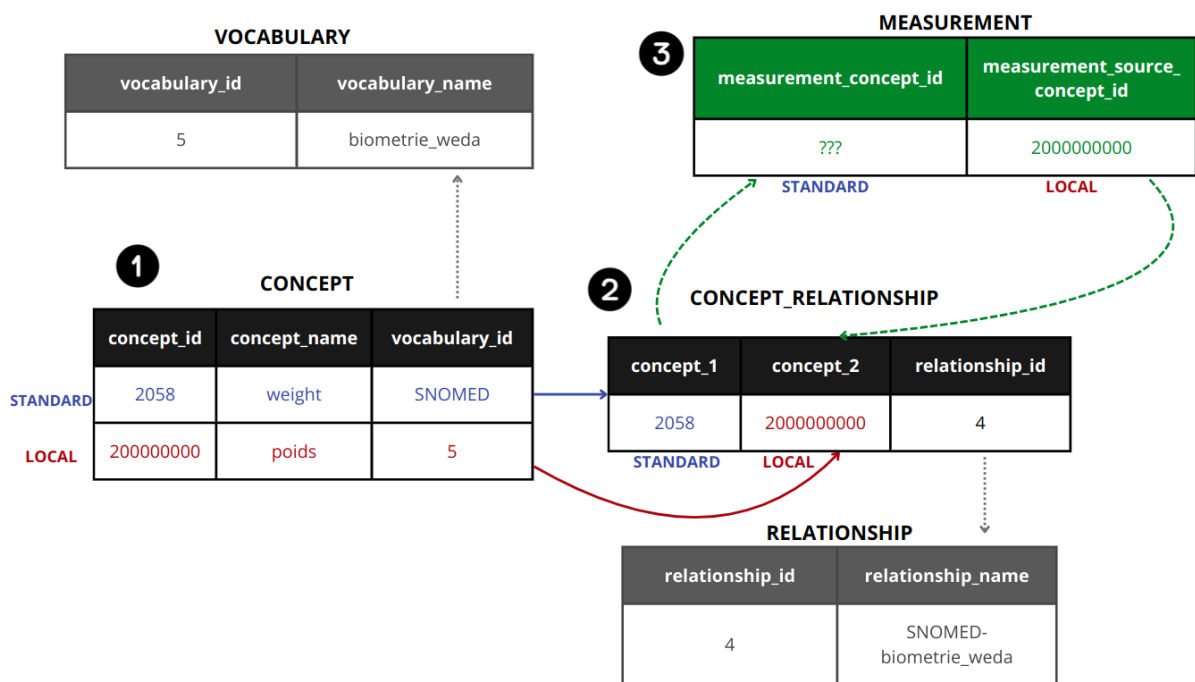 VOCABULARY
vocabulary_id vocabulary_name
5 biometrie_weda
3
MEASUREMENT
measurement_concept_id measurement_source_
concept_id
??? 2000000000
STANDARD LOCAL
1
CONCEPT
concept_id concept_name vocabulary_id
STANDARD 2058 weight SNOMED
LOCAL 200000000 poids 5
2
CONCEPT_RELATIONSHIP
concept_1 concept_2 relationship_id
2058 2000000000 4
STANDARD LOCAL
RELATIONSHIP
relationship_id relationship_name
4 SNOMED-
biometrie_weda